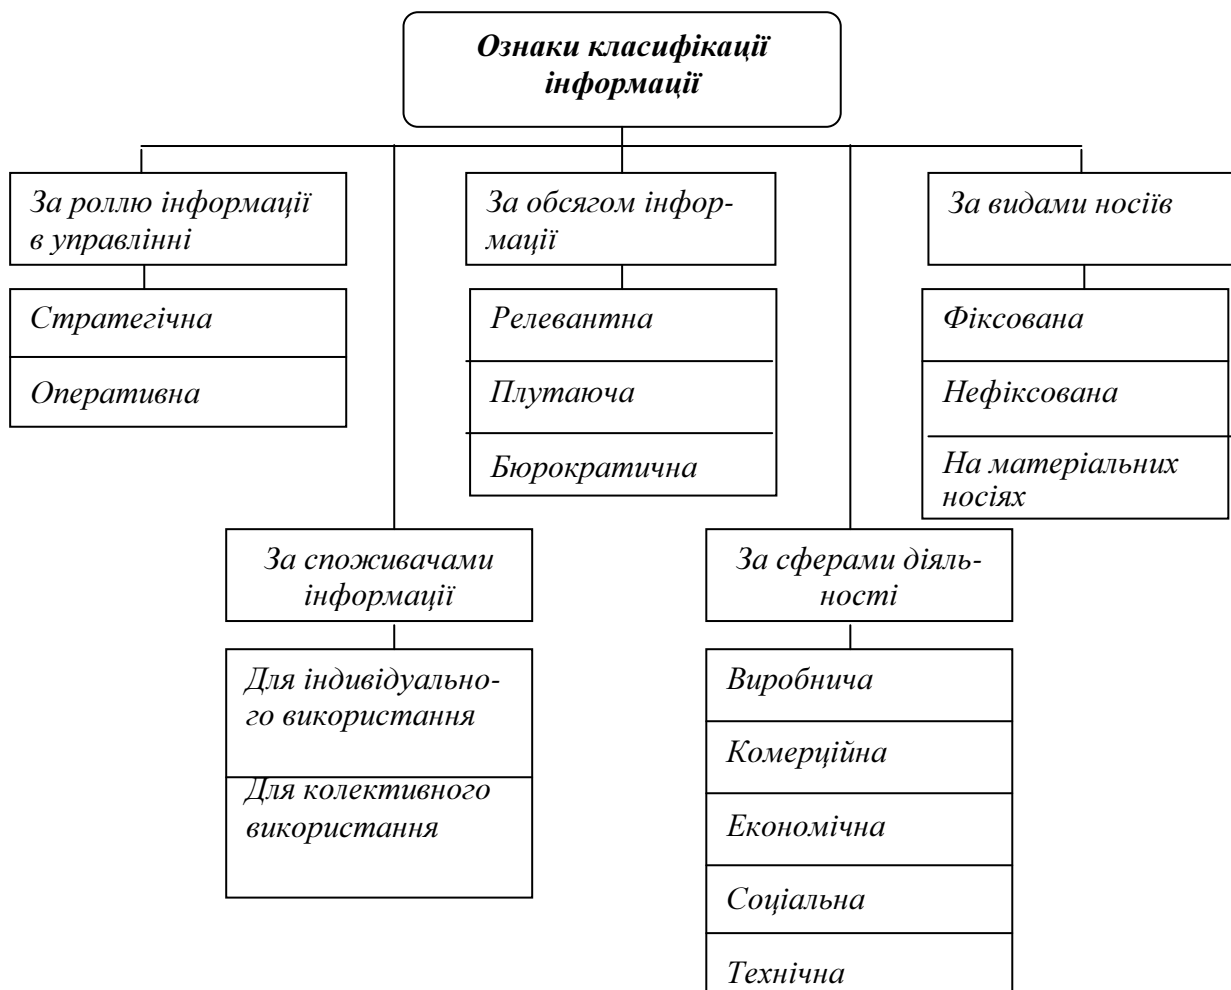 Ознаки класифікації
інформації
За роллю інформації
в управлінні
Стратегічна
Оперативна
За обсягом інфор-
мації
Релевантна
Плутаюча
Бюрократична
За видами носіїв
Фіксована
Нефіксована
На матеріальних
носіях
За споживачами
інформації
Для індивідуально-
го використання
Для колективного
використання
За сферами діяль-
ності
Виробнича
Комерційна
Економічна
Соціальна
Технічна